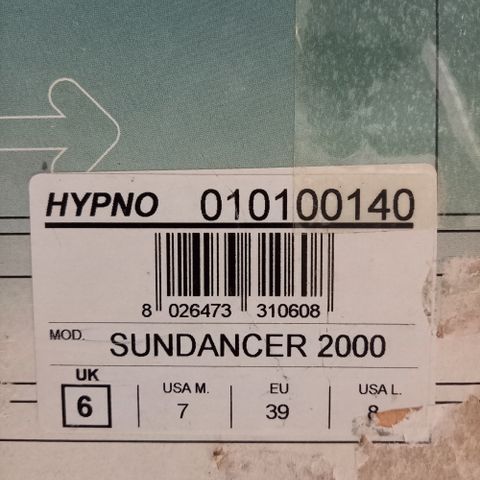 HYPNO 010100140
8 026473 310608
MOD. SUNDANCER 2000
UK USA M. EU USA L.
6 7 39 8